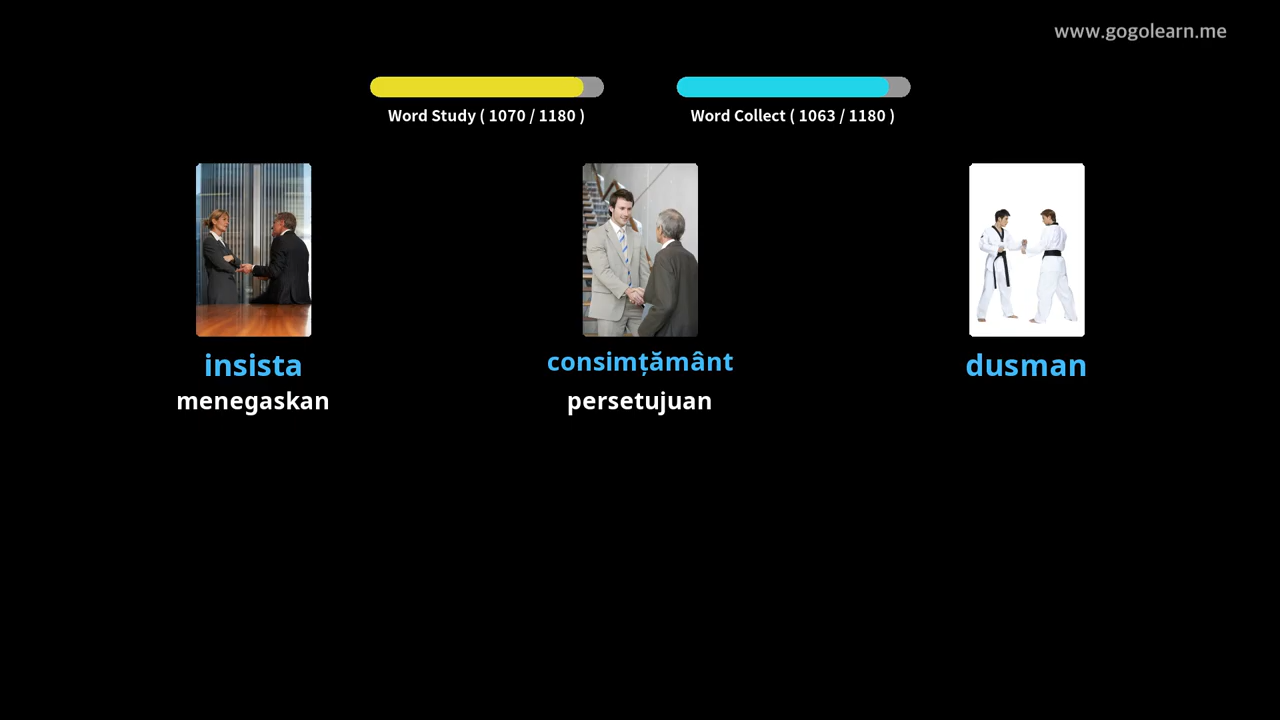 www.gogolearn.me
Word Study ( 1070 / 1180 )
Word Collect ( 1063 / 1180 )
insista
menegaskan
consimțământ
persetujuan
dusman